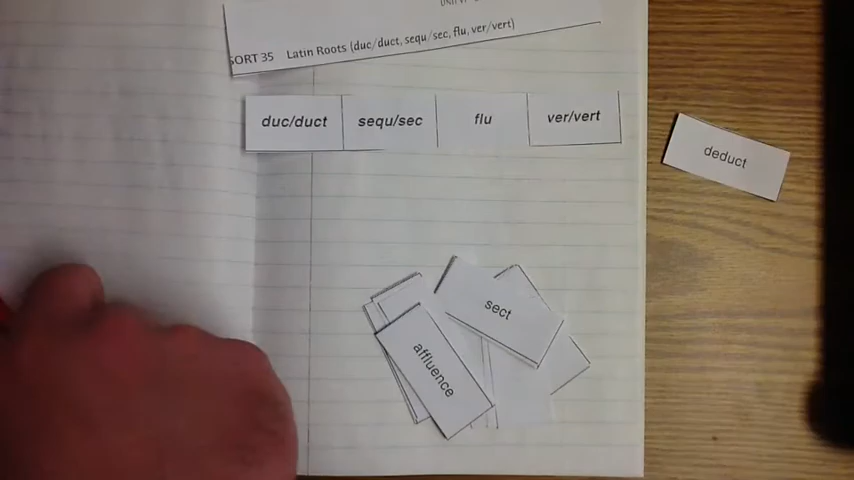 SORT 35 Latin Roots (duc/duct, sequ/sec, flu, ver/vert)
duc/duct sequ/sec flu ver/vert
deduct
sect
affluence